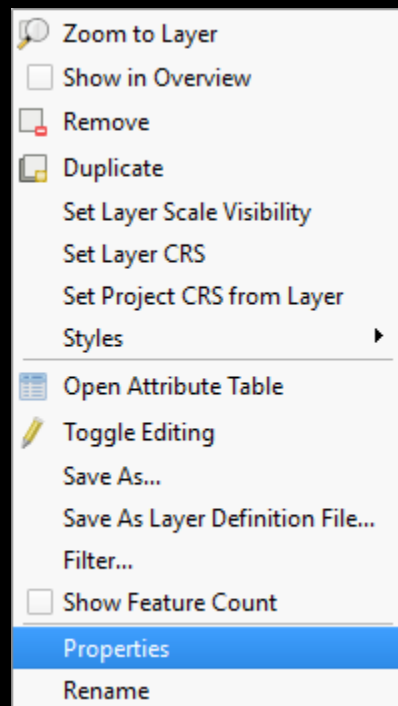 Zoom to Layer
Show in Overview
Remove
Duplicate
Set Layer Scale Visibility
Set Layer CRS
Set Project CRS from Layer
Styles
Open Attribute Table
Toggle Editing
Save As...
Save As Layer Definition File...
Filter...
Show Feature Count
Properties
Rename